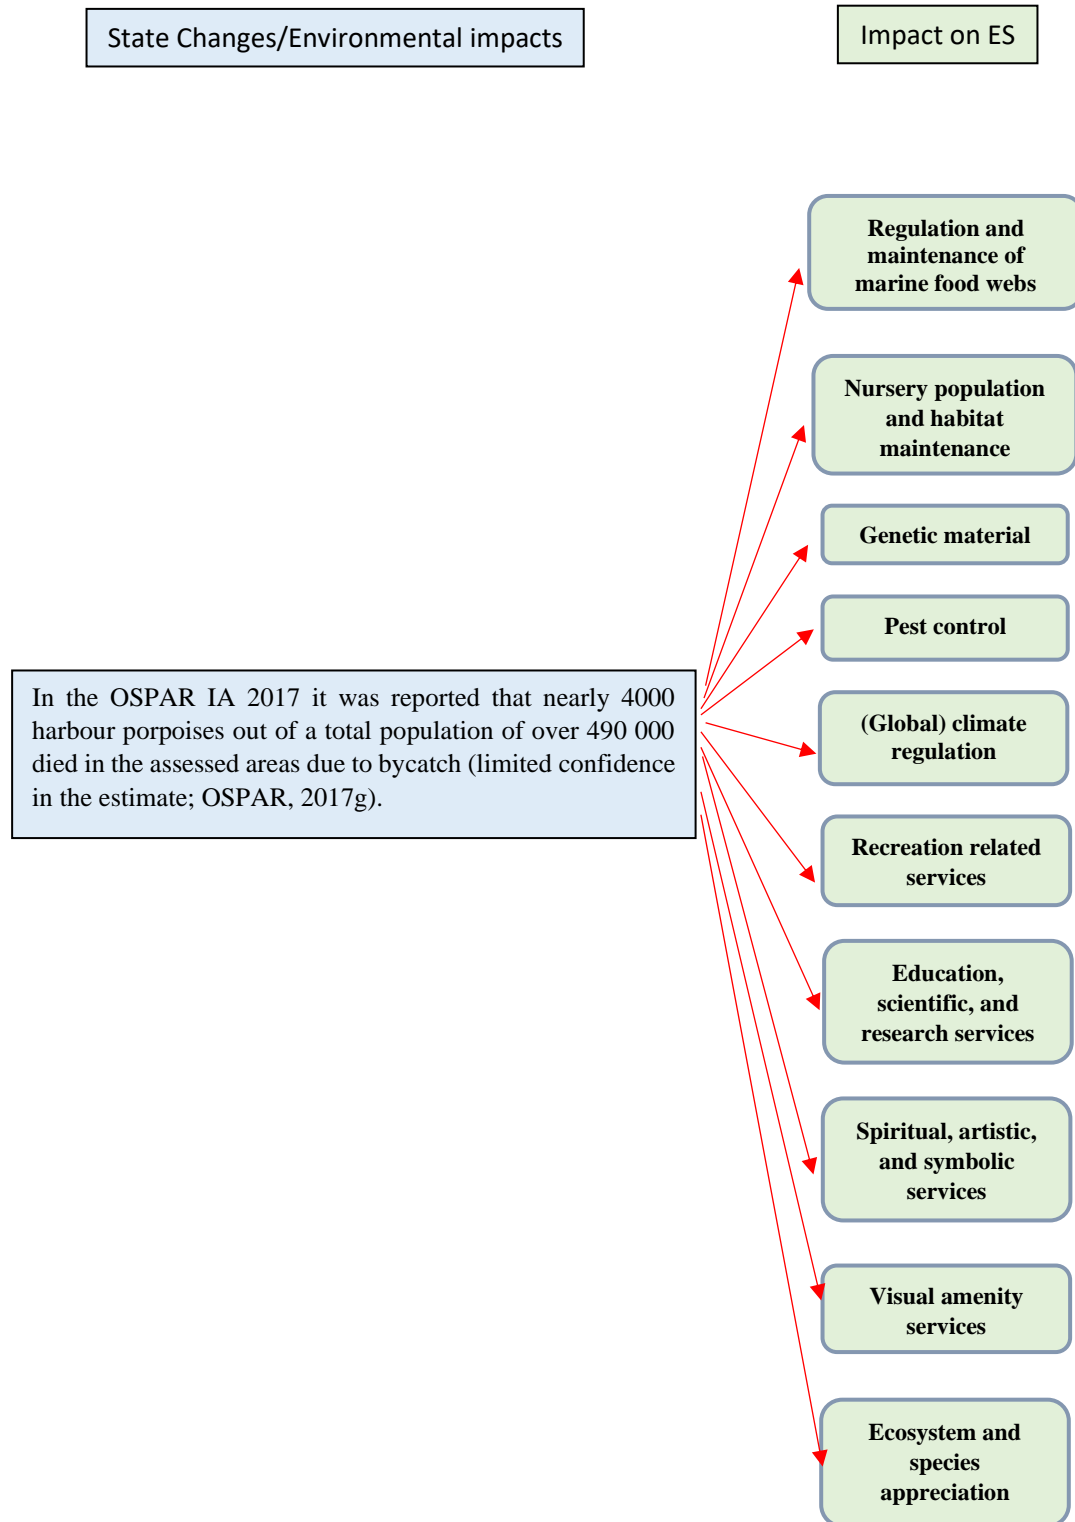 State Changes/Environmental impacts
Impact on ES
Regulation and
maintenance of
marine food webs
Nursery population
and habitat
maintenance
Genetic material
Pest control
In the OSPAR IA 2017 it was reported that nearly 4000
harbour porpoises out of a total population of over 490 000
died in the assessed areas due to bycatch (limited confidence
in the estimate; OSPAR, 2017g).
(Global) climate
regulation
Recreation related
services
Education,
scientific, and
research services
Spiritual, artistic,
and symbolic
services
Visual amenity
services
Ecosystem and
species
appreciation